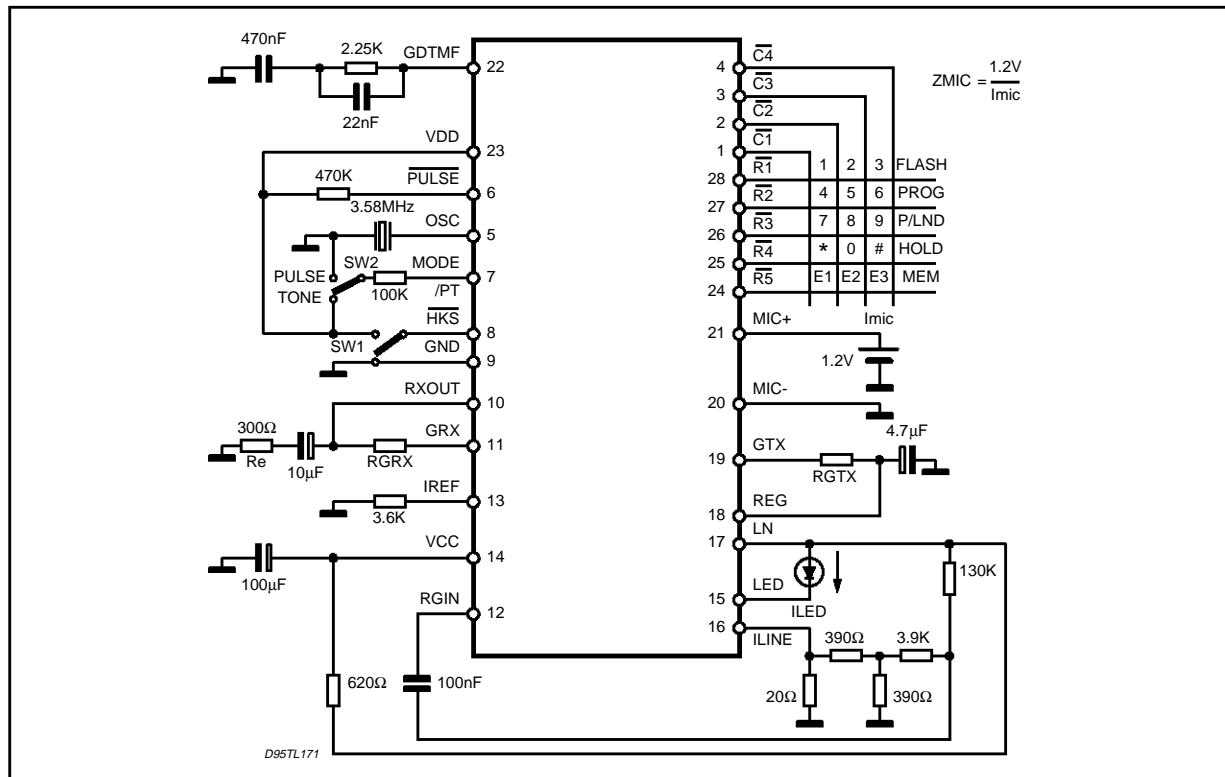 470nF
2.25K
GDTMF
22
22nF
VDD
23
470K
PULSE
6
3.58MHz
OSC
5
SW2
MODE
PULSE
7
TONE
100K
/PT
HKS
8
SW1
GND
9
RXOUT
10
300Ω
GRX
11
Re
10µF
RGRX
IREF
13
3.6K
VCC
14
100µF
RGIN
12
620Ω
100nF
D95TL171
C4
4
C3
3
C2
2
C1
1
R1
28
R2
27
R3
26
R4
25
R5
24
1 2 3 FLASH
4 5 6 PROG
7 8 9 P/LND
* 0 # HOLD
E1 E2 E3 MEM
ZMIC = 1.2V
Imic
Imic
MIC+
21
1.2V
MIC-
20
4.7µF
GTX
19
RGTX
REG
18
LN
17
130K
LED
15
ILED
16
ILINE
390Ω
3.9K
20Ω
390Ω